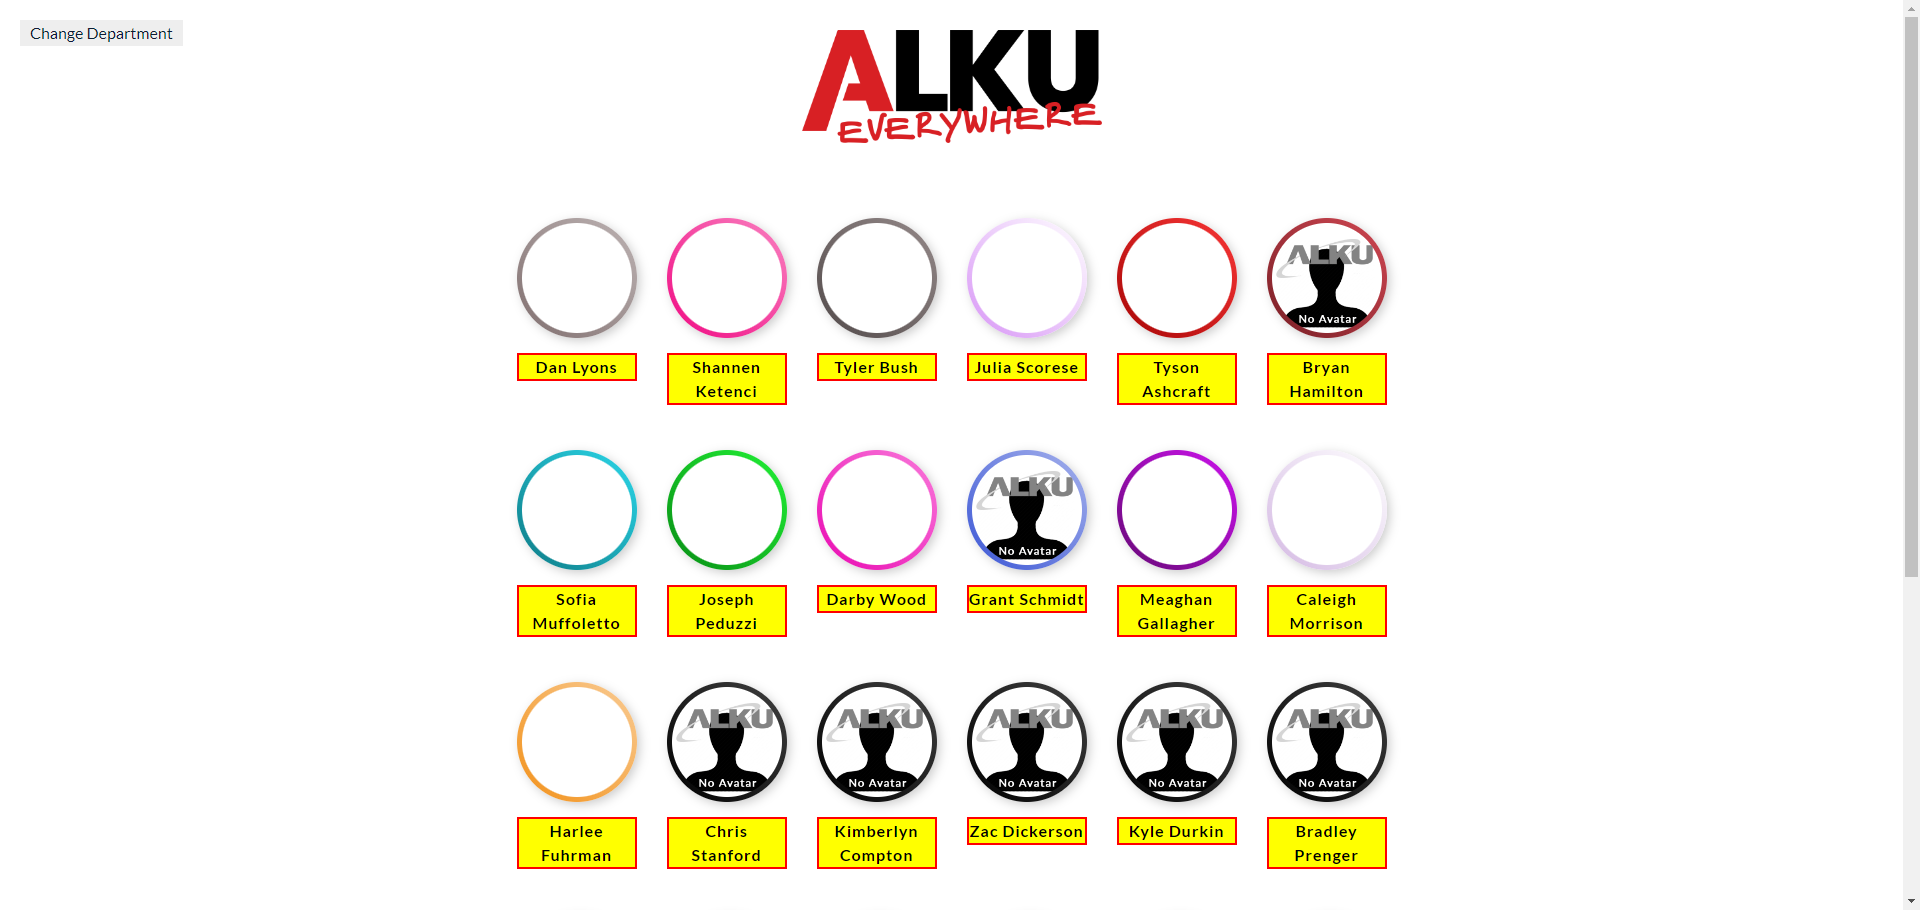 Change Department
ALKU
EVERYWHERE
ALKU
No Avatar
Dan Lyons
Shannen
Ketenci
Tyler Bush
Julia Scorese
Tyson
Ashcraft
Bryan
Hamilton
ALKU
No Avatar
Sofia
Muffoletto
Joseph
Peduzzi
Darby Wood
Grant Schmidt
Meaghan
Gallagher
Caleigh
Morrison
ALKU
No Avatar
ALKU
No Avatar
ALKU
No Avatar
ALKU
No Avatar
ALKU
No Avatar
Harlee
Fuhrman
Chris
Stanford
Kimberlyn
Compton
Zac Dickerson
Kyle Durkin
Bradley
Prenger